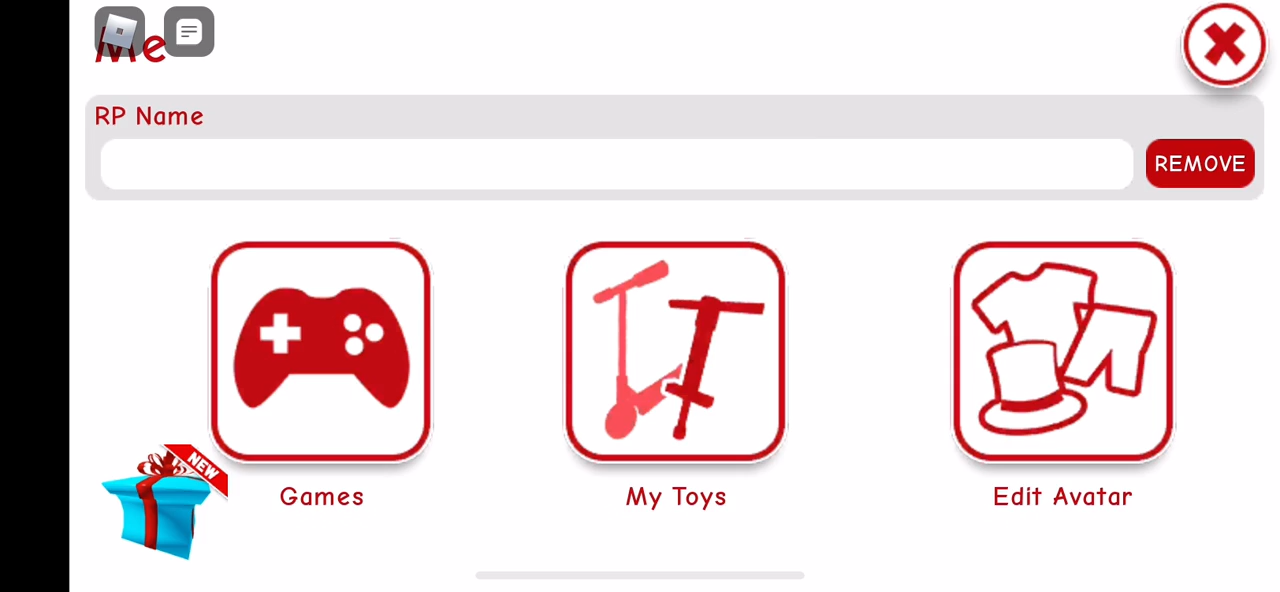 Me
RP Name
REMOVE
NEW
Games
My Toys
Edit Avatar